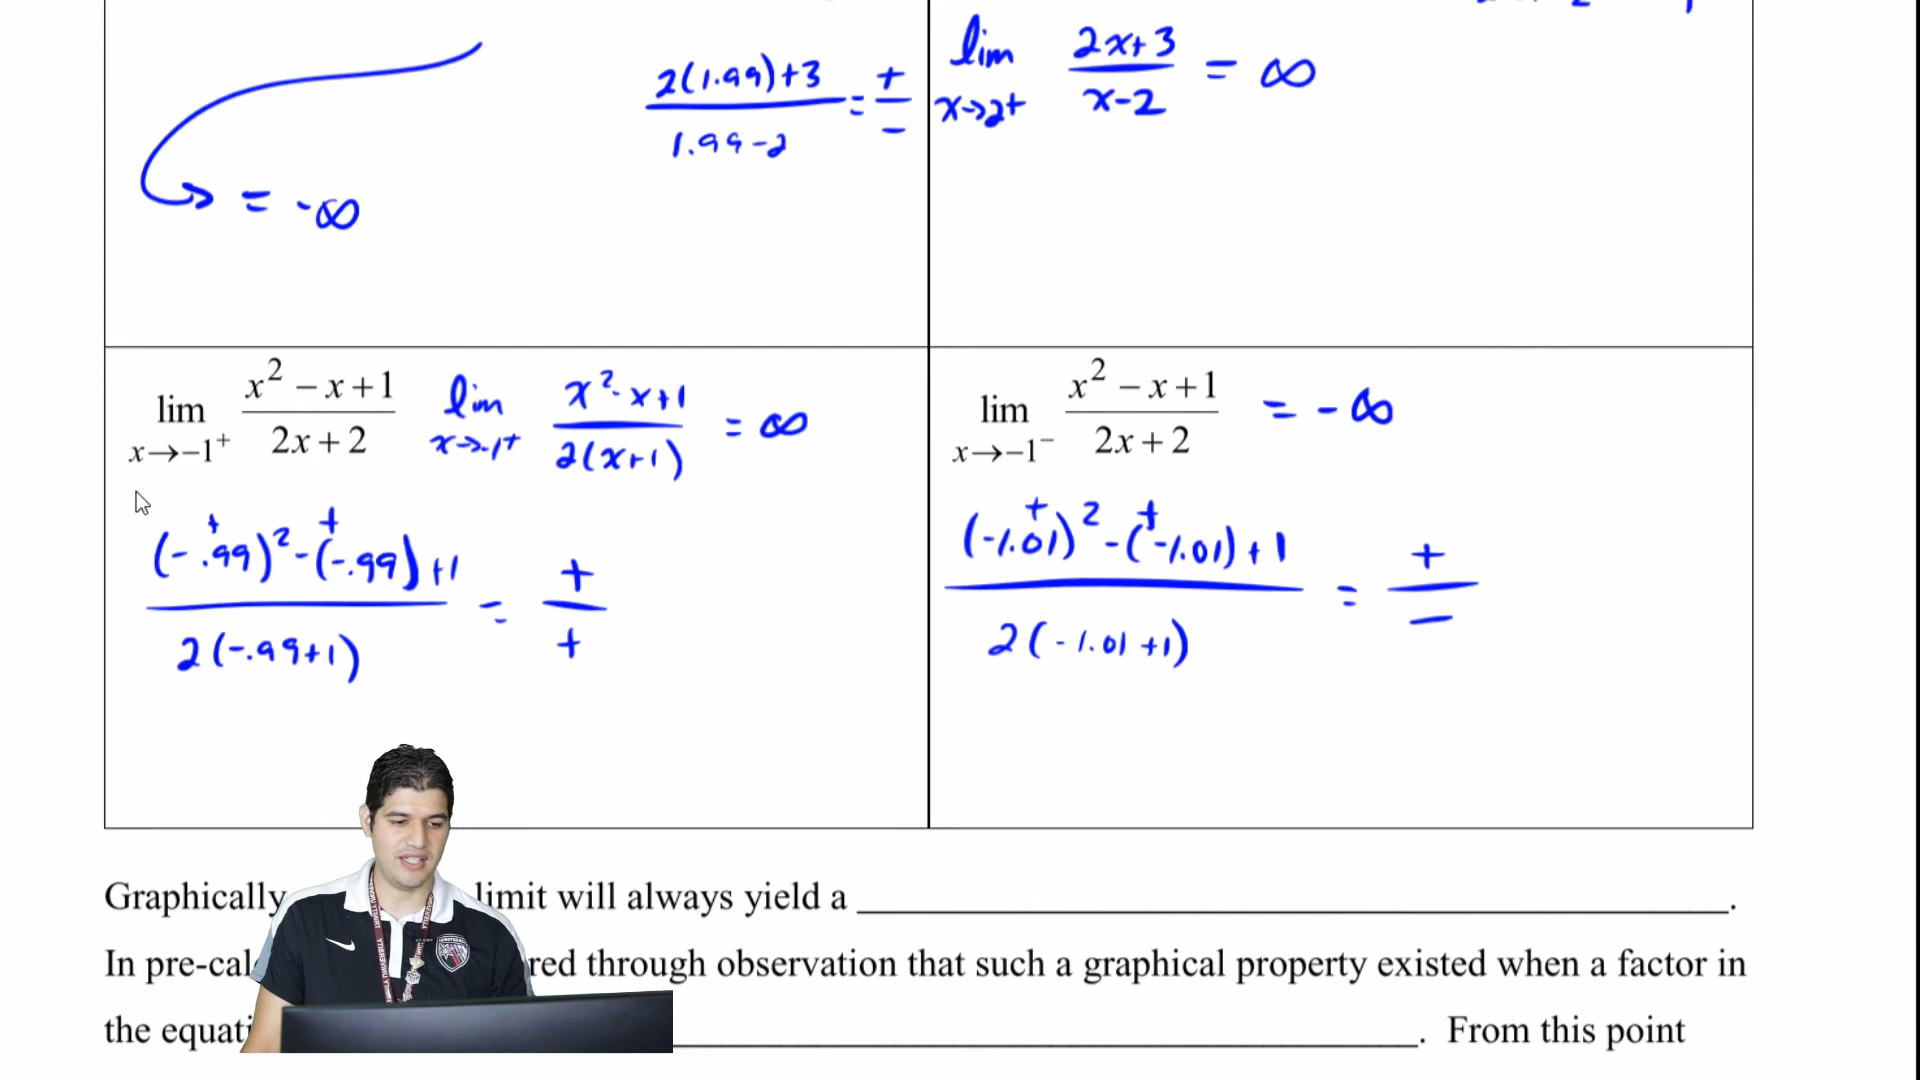 2(1.99)+3 / 1.99-2 = + / -
= -∞
lim x→2+ 2x+3 / x-2 = ∞
lim x→−1⁺ x² − x + 1 / 2x + 2
lim x→-1+ x²-x+1 / 2(x+1) = ∞
+ +
(-.99)²-(-.99)+1 / 2(-.99+1) = + / +
lim x→−1⁻ x² − x + 1 / 2x + 2 = -∞
+ +
(-1.01)²-(-1.01)+1 / 2(-1.01+1) = + / -
Graphically limit will always yield a ______.
In pre-cal red through observation that such a graphical property existed when a factor in
the equati ______. From this point